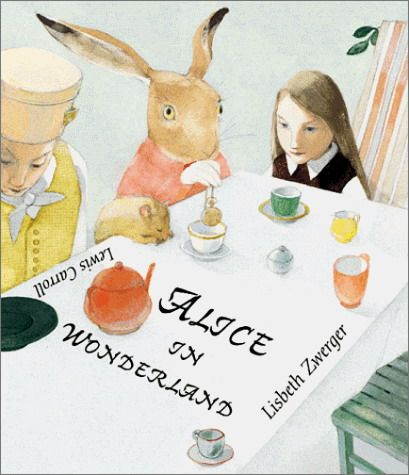 Lewis Carroll
ALICE
IN
WONDERLAND
Lisbeth Zwerger